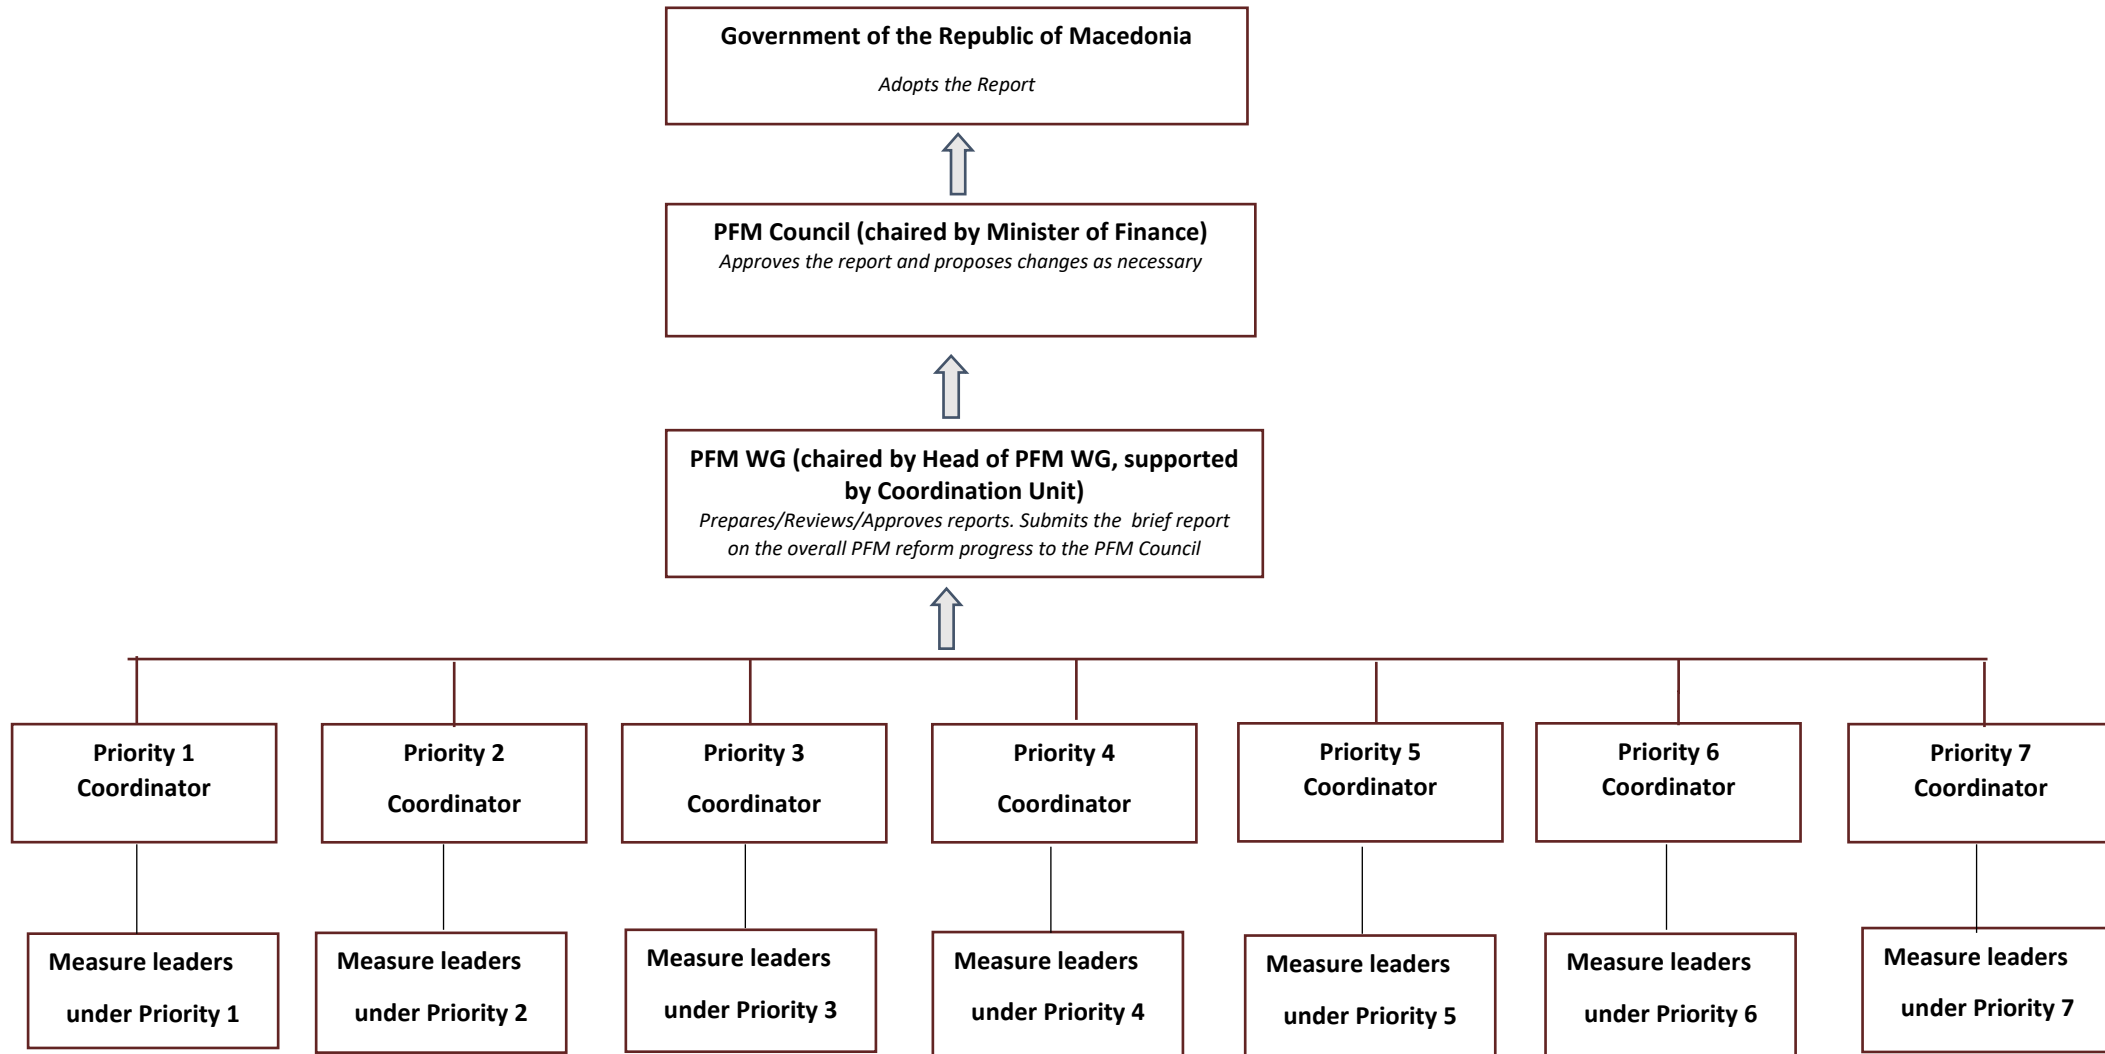 Government of the Republic of Macedonia
Adopts the Report
PFM Council (chaired by Minister of Finance)
Approves the report and proposes changes as necessary
PFM WG (chaired by Head of PFM WG, supported
by Coordination Unit)
Prepares/Reviews/Approves reports. Submits the brief report
on the overall PFM reform progress to the PFM Council
Priority 1
Coordinator
Priority 2
Coordinator
Priority 3
Coordinator
Priority 4
Coordinator
Priority 5
Coordinator
Priority 6
Coordinator
Priority 7
Coordinator
Measure leaders
under Priority 1
Measure leaders
under Priority 2
Measure leaders
under Priority 3
Measure leaders
under Priority 4
Measure leaders
under Priority 5
Measure leaders
under Priority 6
Measure leaders
under Priority 7